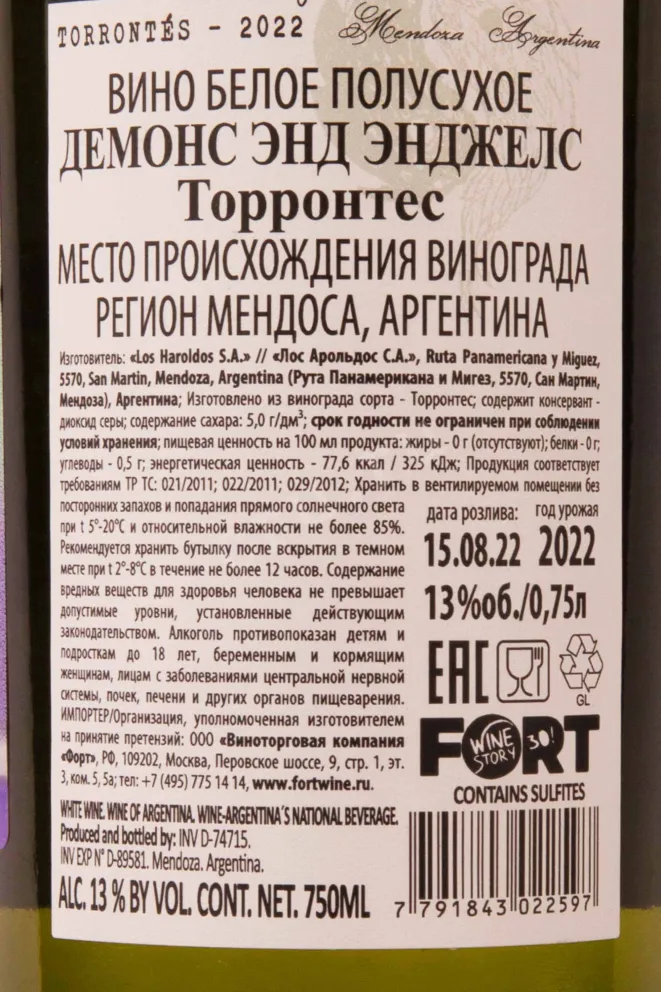 TORRONTÉS - 2022 Mendoza Argentina
ВИНО БЕЛОЕ ПОЛУСУХОЕ
ДЕМОНС ЭНД ЭНДЖЕЛС
Торронтес
МЕСТО ПРОИСХОЖДЕНИЯ ВИНОГРАДА
РЕГИОН МЕНДОСА, АРГЕНТИНА
Изготовитель: «Los Haroldos S.A.» // «Лос Арольдос С.А.», Ruta Panamericana y Miguez,
5570, San Martin, Mendoza, Argentina (Рута Панамерикана и Мигез, 5570, Сан Мартин,
Мендоза), Аргентина; Изготовлено из винограда сорта - Торронтес; содержит консервант -
диоксид серы; содержание сахара: 5,0 г/дм³; срок годности не ограничен при соблюдении
условий хранения; пищевая ценность на 100 мл продукта: жиры - 0 г (отсутствуют); белки - 0 г;
углеводы - 0,5 г; энергетическая ценность - 77,6 ккал / 325 кДж; Продукция соответствует
требованиям ТР ТС: 021/2011; 022/2011; 029/2012; Хранить в вентилируемом помещении без
посторонних запахов и попадания прямого солнечного света
при t 5°-20°С и относительной влажности не более 85%.
Рекомендуется хранить бутылку после вскрытия в темном
месте при t 2°-8°С в течение не более 12 часов. Содержание
вредных веществ для здоровья человека не превышает
допустимые уровни, установленные действующим
законодательством. Алкоголь противопоказан детям и
подросткам до 18 лет, беременным и кормящим
женщинам, лицам с заболеваниями центральной нервной
системы, почек, печени и других органов пищеварения.
ИМПОРТЕР/Организация, уполномоченная изготовителем
на принятие претензий: ООО «Виноторговая компания
«Форт», РФ, 109202, Москва, Перовское шоссе, 9, стр. 1, эт.
3, ком. 5, 5а; тел: +7 (495) 775 14 14, www.fortwine.ru.
дата розлива: год урожая
15.08.22 2022
13%об./0,75л
EAC
GL
FORT
WINE STORY 30!
CONTAINS SULFITES
WHITE WINE. WINE OF ARGENTINA. WINE-ARGENTINA´S NATIONAL BEVERAGE.
Produced and bottled by: INV D-74715.
INV EXP N° D-89581. Mendoza. Argentina.
ALC. 13 % BY VOL. CONT. NET. 750ML
7 791843 022597